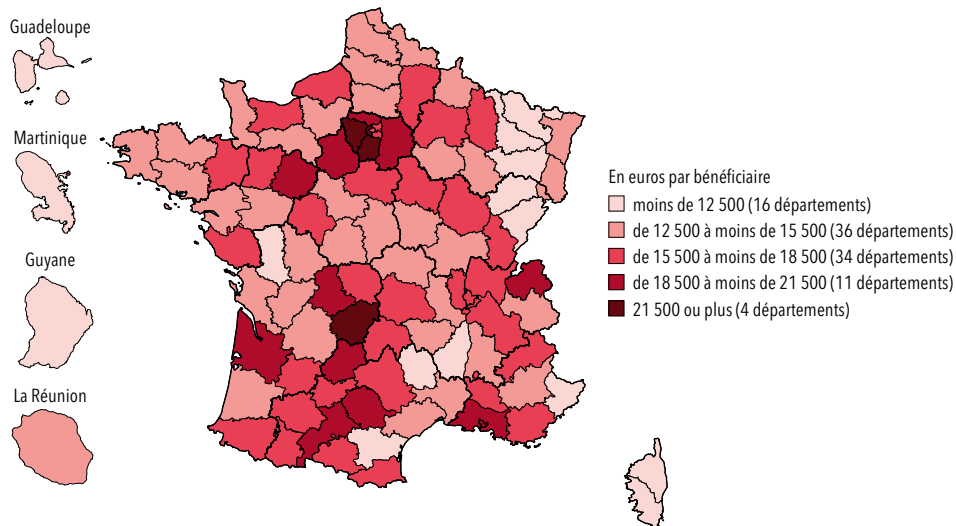 Guadeloupe
Martinique
Guyane
La Réunion
En euros par bénéficiaire
moins de 12 500 (16 départements)
de 12 500 à moins de 15 500 (36 départements)
de 15 500 à moins de 18 500 (34 départements)
de 18 500 à moins de 21 500 (11 départements)
21 500 ou plus (4 départements)